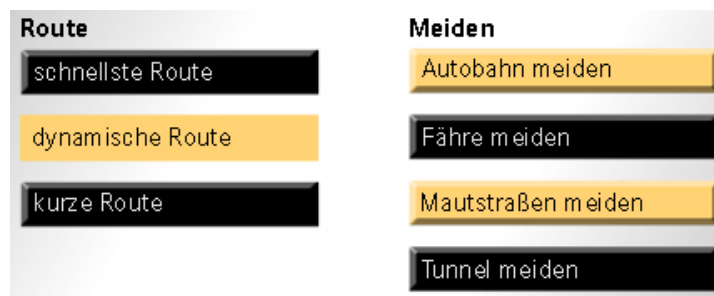 Route
schnellste Route
dynamische Route
kurze Route
Meiden
Autobahn meiden
Fähre meiden
Mautstraßen meiden
Tunnel meiden